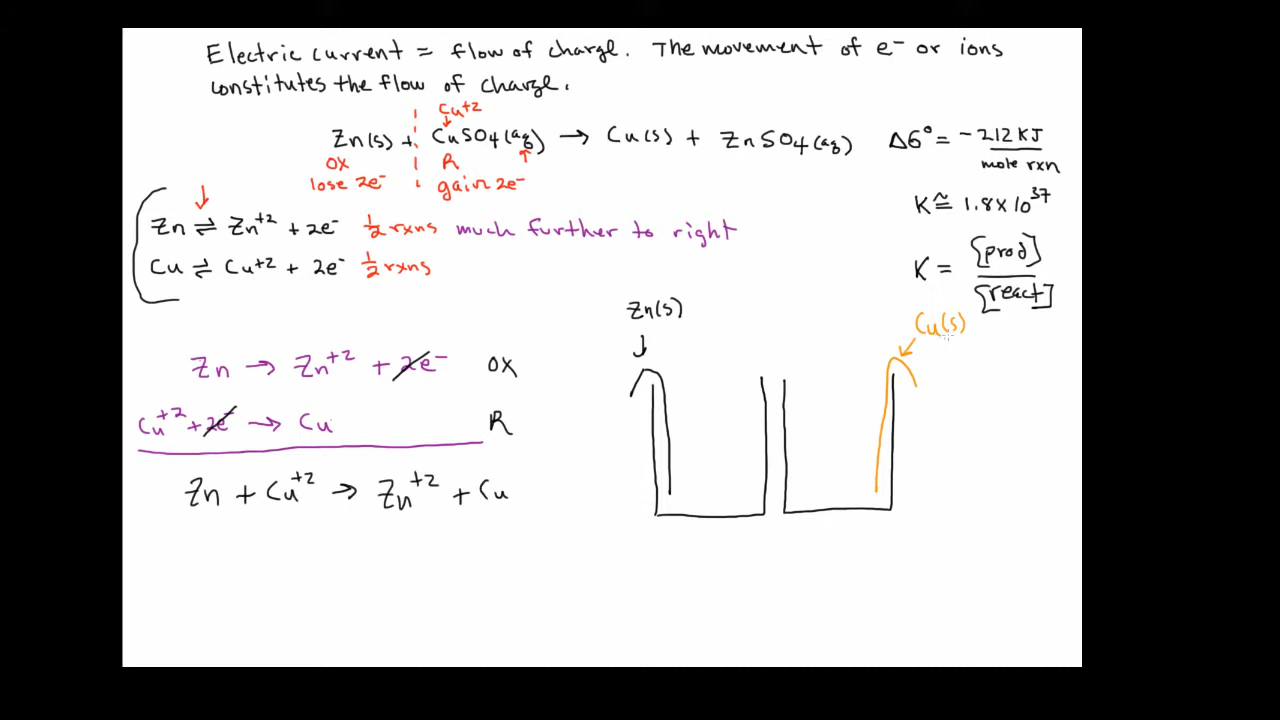 Electric current = flow of charge. The movement of e⁻ or ions
constitutes the flow of charge.
Cu⁺²
Zn(s) + CuSO4(aq) → Cu(s) + ZnSO4(aq) ΔG° = -212 KJ / mole rxn
OX R
lose 2e⁻ gain 2e⁻
K ≅ 1.8 x 10³⁷
Zn ⇌ Zn⁺² + 2e⁻ ½ rxns much further to right
Cu ⇌ Cu⁺² + 2e⁻ ½ rxns
K = [prod] / [react]
Zn(s)
Cu(s)
Zn → Zn⁺² + 2e⁻ OX
Cu⁺² + 2e⁻ → Cu R
Zn + Cu⁺² → Zn⁺² + Cu